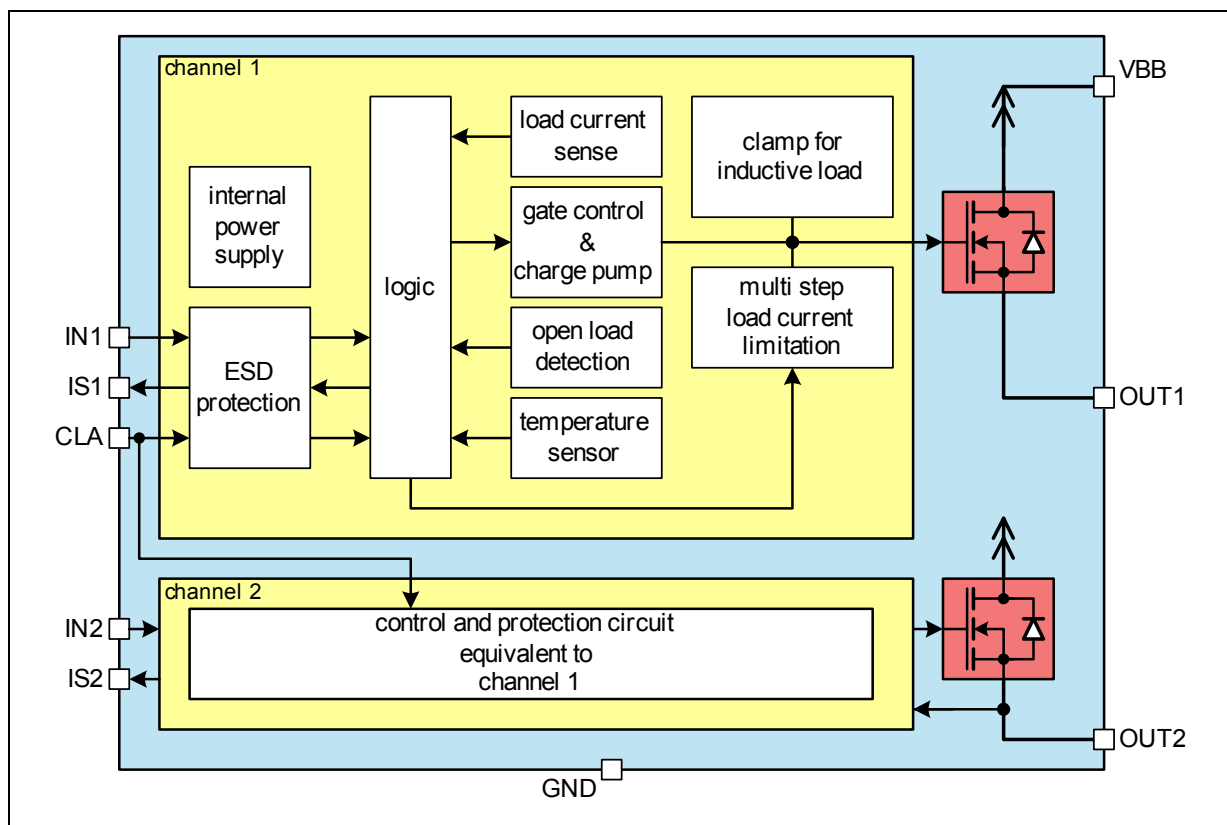 channel 1
VBB
load current
sense
clamp for
inductive load
internal
power
supply
gate control
&
charge pump
logic
multi step
load current
limitation
IN1
open load
detection
ESD
protection
IS1
OUT1
CLA
temperature
sensor
channel 2
IN2
control and protection circuit
equivalent to
channel 1
IS2
OUT2
GND